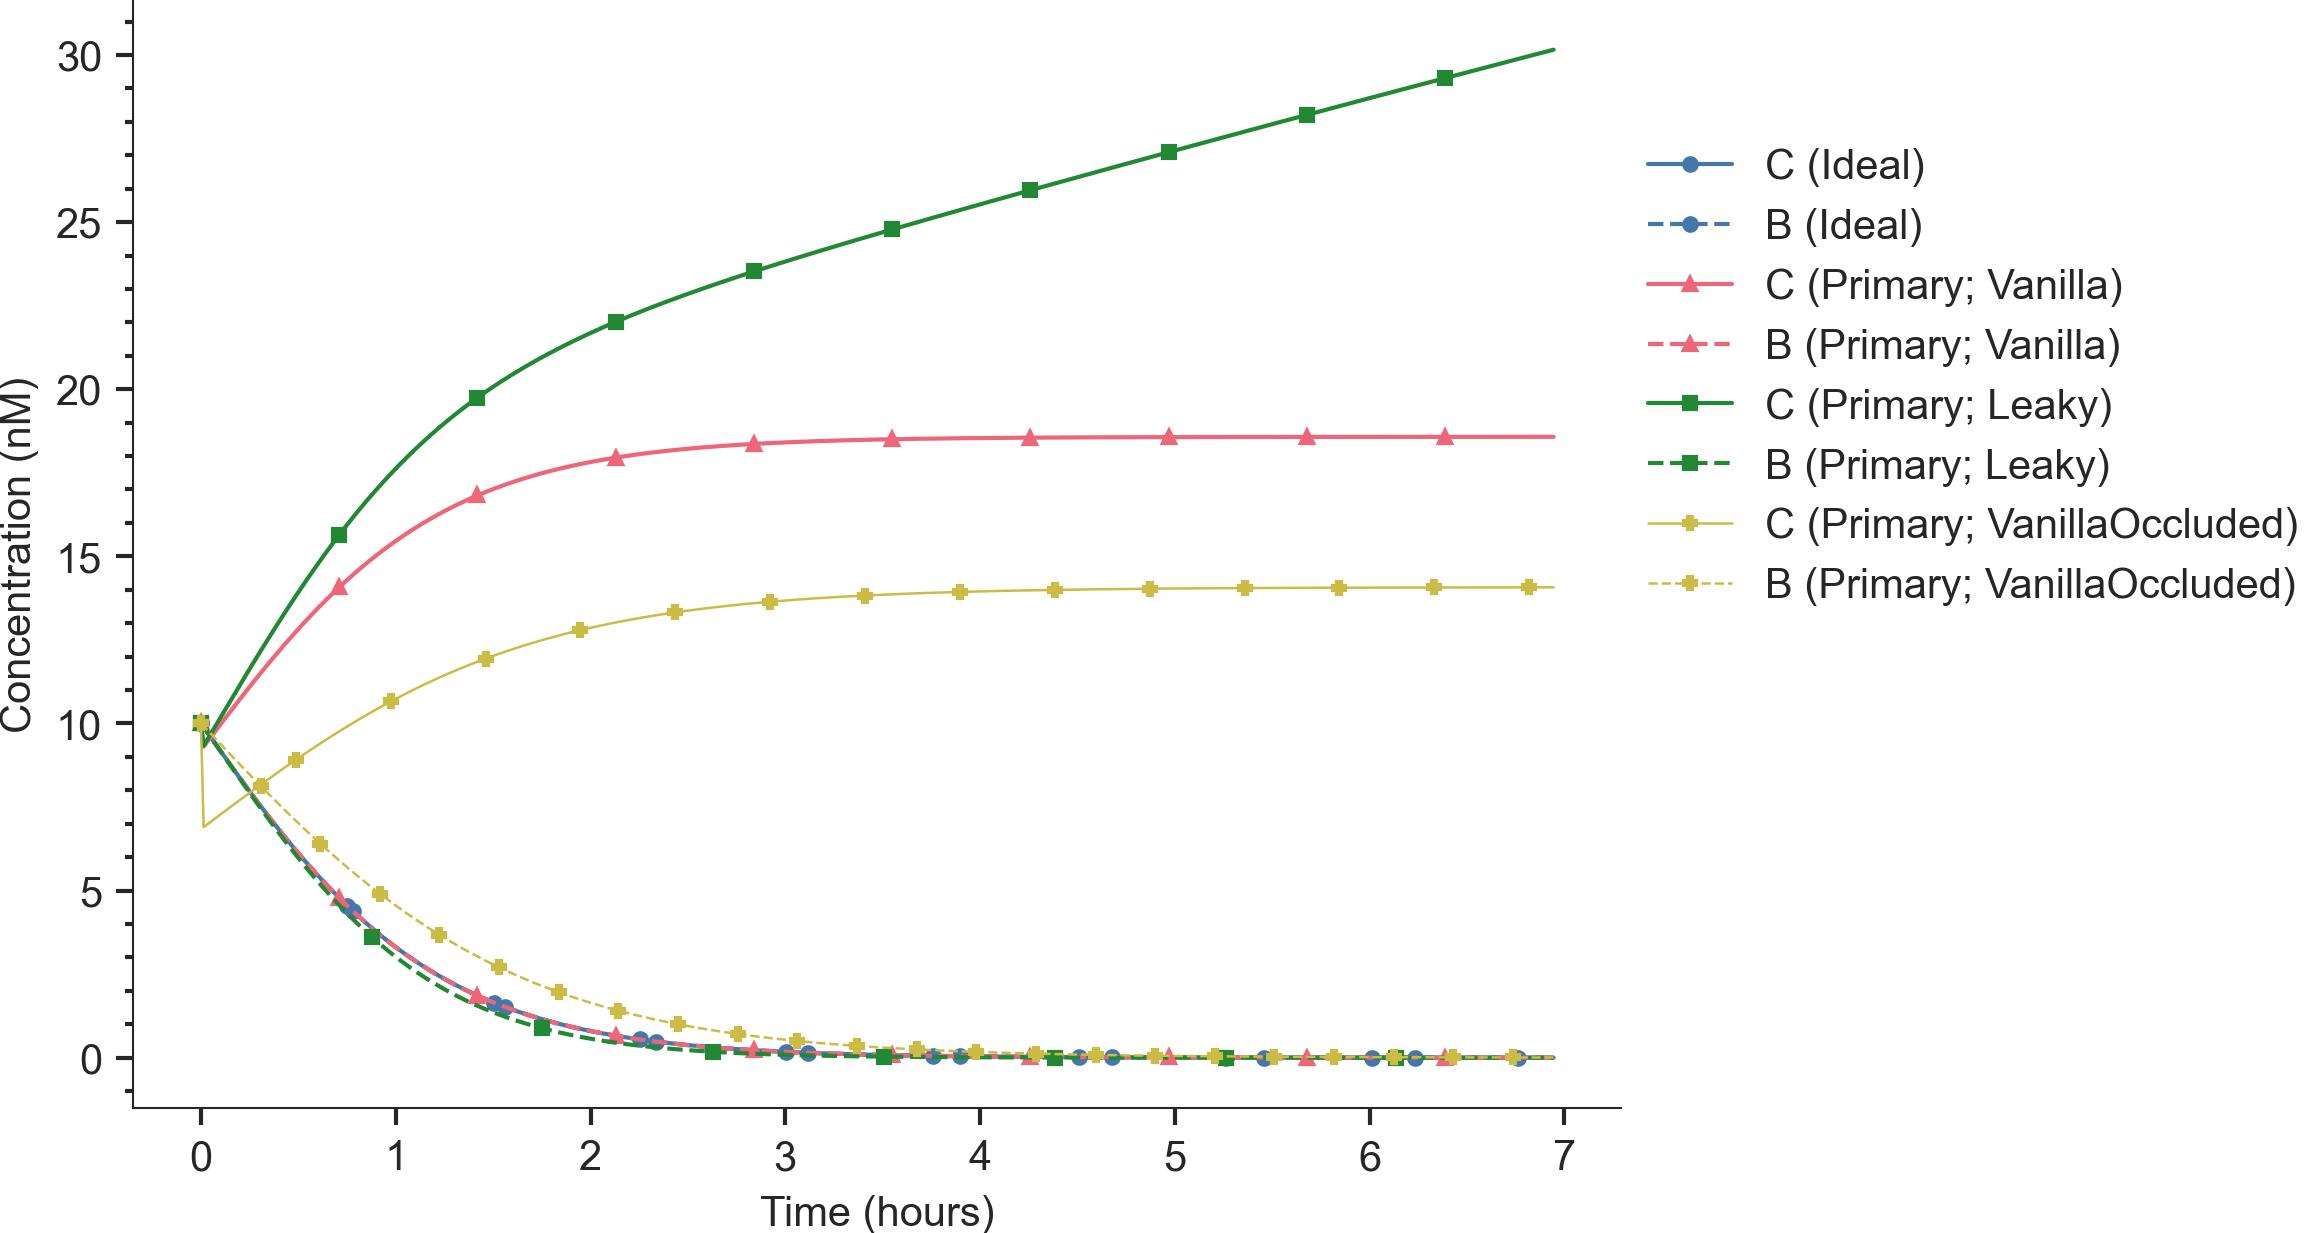 30
25
20
15
10
5
0
Concentration (nM)
0 1 2 3 4 5 6 7
Time (hours)
C (Ideal)
B (Ideal)
C (Primary; Vanilla)
B (Primary; Vanilla)
C (Primary; Leaky)
B (Primary; Leaky)
C (Primary; VanillaOccluded)
B (Primary; VanillaOccluded)